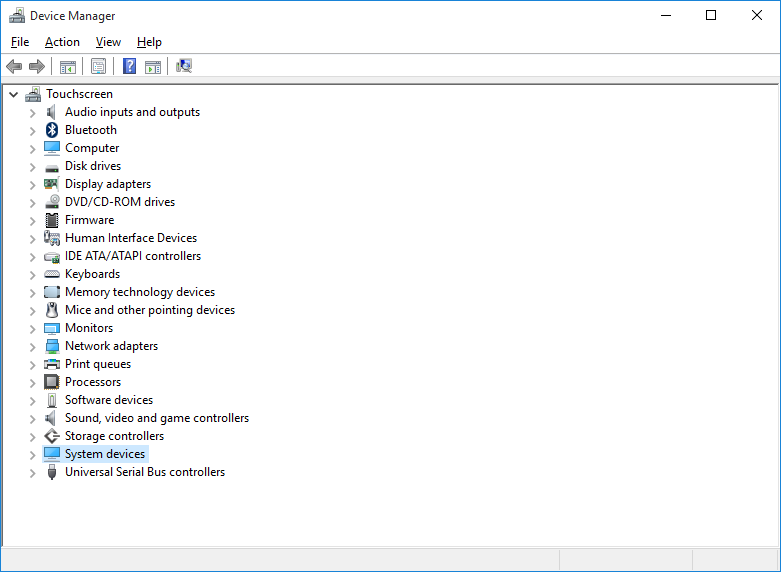 Device Manager
File Action View Help
Touchscreen
Audio inputs and outputs
Bluetooth
Computer
Disk drives
Display adapters
DVD/CD-ROM drives
Firmware
Human Interface Devices
IDE ATA/ATAPI controllers
Keyboards
Memory technology devices
Mice and other pointing devices
Monitors
Network adapters
Print queues
Processors
Software devices
Sound, video and game controllers
Storage controllers
System devices
Universal Serial Bus controllers